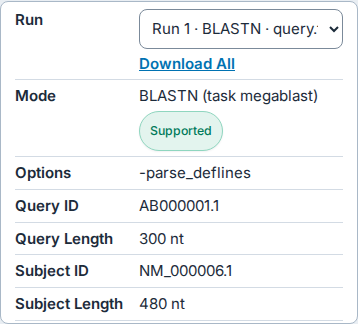 Run Run 1 · BLASTN · query.
Download All
Mode BLASTN (task megablast)
Supported
Options -parse_deflines
Query ID AB000001.1
Query Length 300 nt
Subject ID NM_000006.1
Subject Length 480 nt